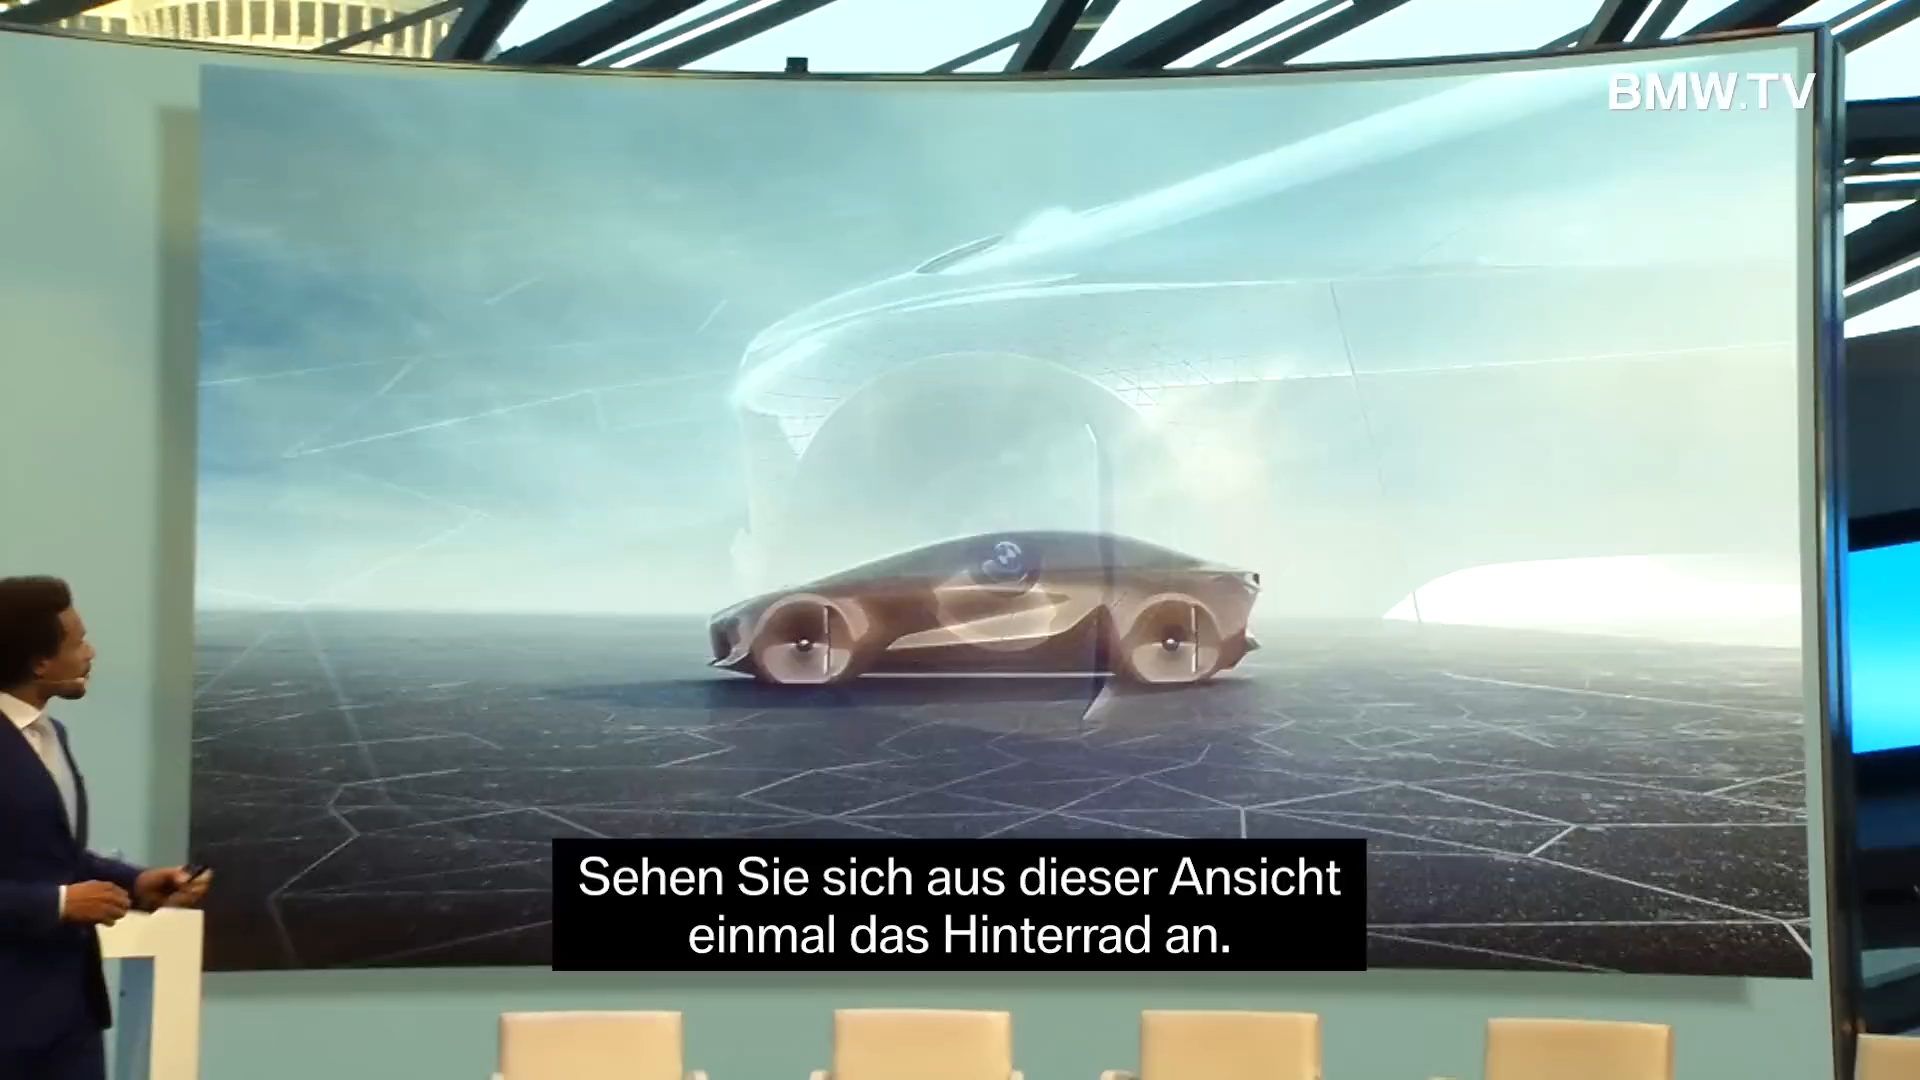 BMW.TV
Sehen Sie sich aus dieser Ansicht
einmal das Hinterrad an.